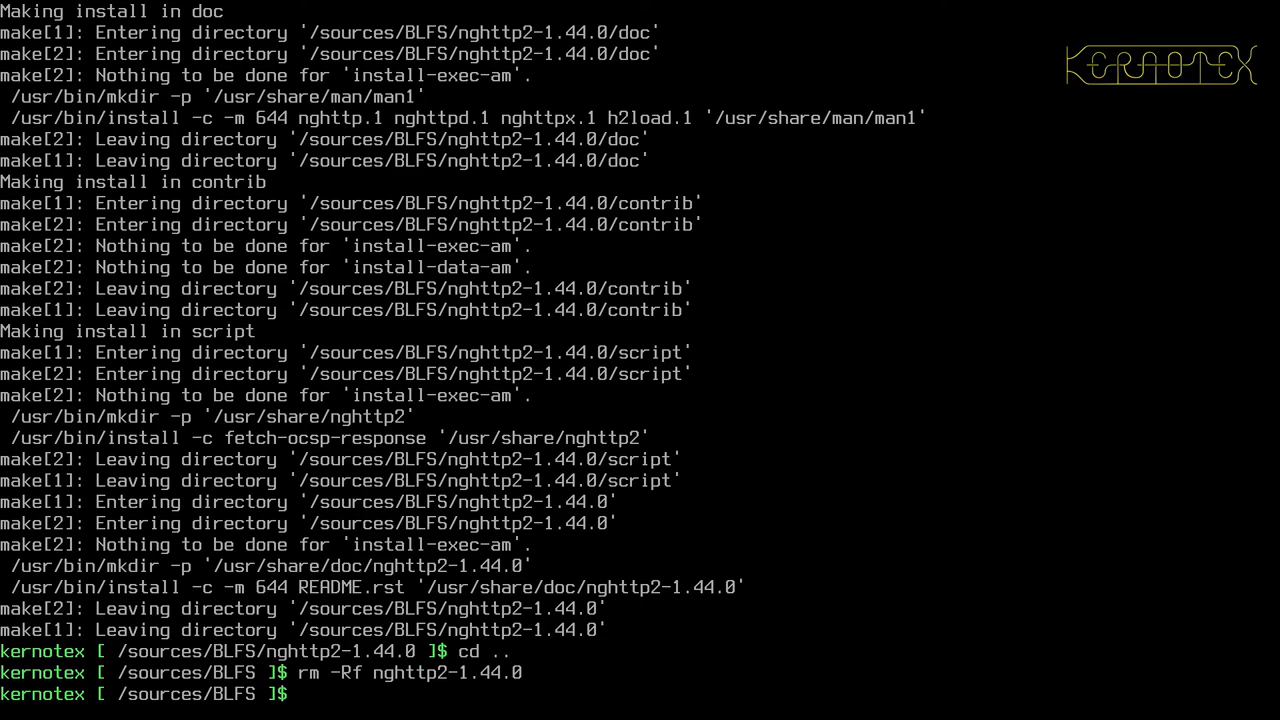 Making install in doc
make[1]: Entering directory '/sources/BLFS/nghttp2-1.44.0/doc'
make[2]: Entering directory '/sources/BLFS/nghttp2-1.44.0/doc'
make[2]: Nothing to be done for 'install-exec-am'.
 /usr/bin/mkdir -p '/usr/share/man/man1'
 /usr/bin/install -c -m 644 nghttp.1 nghttpd.1 nghttpx.1 h2load.1 '/usr/share/man/man1'
make[2]: Leaving directory '/sources/BLFS/nghttp2-1.44.0/doc'
make[1]: Leaving directory '/sources/BLFS/nghttp2-1.44.0/doc'
Making install in contrib
make[1]: Entering directory '/sources/BLFS/nghttp2-1.44.0/contrib'
make[2]: Entering directory '/sources/BLFS/nghttp2-1.44.0/contrib'
make[2]: Nothing to be done for 'install-exec-am'.
make[2]: Nothing to be done for 'install-data-am'.
make[2]: Leaving directory '/sources/BLFS/nghttp2-1.44.0/contrib'
make[1]: Leaving directory '/sources/BLFS/nghttp2-1.44.0/contrib'
Making install in script
make[1]: Entering directory '/sources/BLFS/nghttp2-1.44.0/script'
make[2]: Entering directory '/sources/BLFS/nghttp2-1.44.0/script'
make[2]: Nothing to be done for 'install-exec-am'.
 /usr/bin/mkdir -p '/usr/share/nghttp2'
 /usr/bin/install -c fetch-ocsp-response '/usr/share/nghttp2'
make[2]: Leaving directory '/sources/BLFS/nghttp2-1.44.0/script'
make[1]: Leaving directory '/sources/BLFS/nghttp2-1.44.0/script'
make[1]: Entering directory '/sources/BLFS/nghttp2-1.44.0'
make[2]: Entering directory '/sources/BLFS/nghttp2-1.44.0'
make[2]: Nothing to be done for 'install-exec-am'.
 /usr/bin/mkdir -p '/usr/share/doc/nghttp2-1.44.0'
 /usr/bin/install -c -m 644 README.rst '/usr/share/doc/nghttp2-1.44.0'
make[2]: Leaving directory '/sources/BLFS/nghttp2-1.44.0'
make[1]: Leaving directory '/sources/BLFS/nghttp2-1.44.0'
kernotex [ /sources/BLFS/nghttp2-1.44.0 ]$ cd ..
kernotex [ /sources/BLFS ]$ rm -Rf nghttp2-1.44.0
kernotex [ /sources/BLFS ]$
KERNOTEX